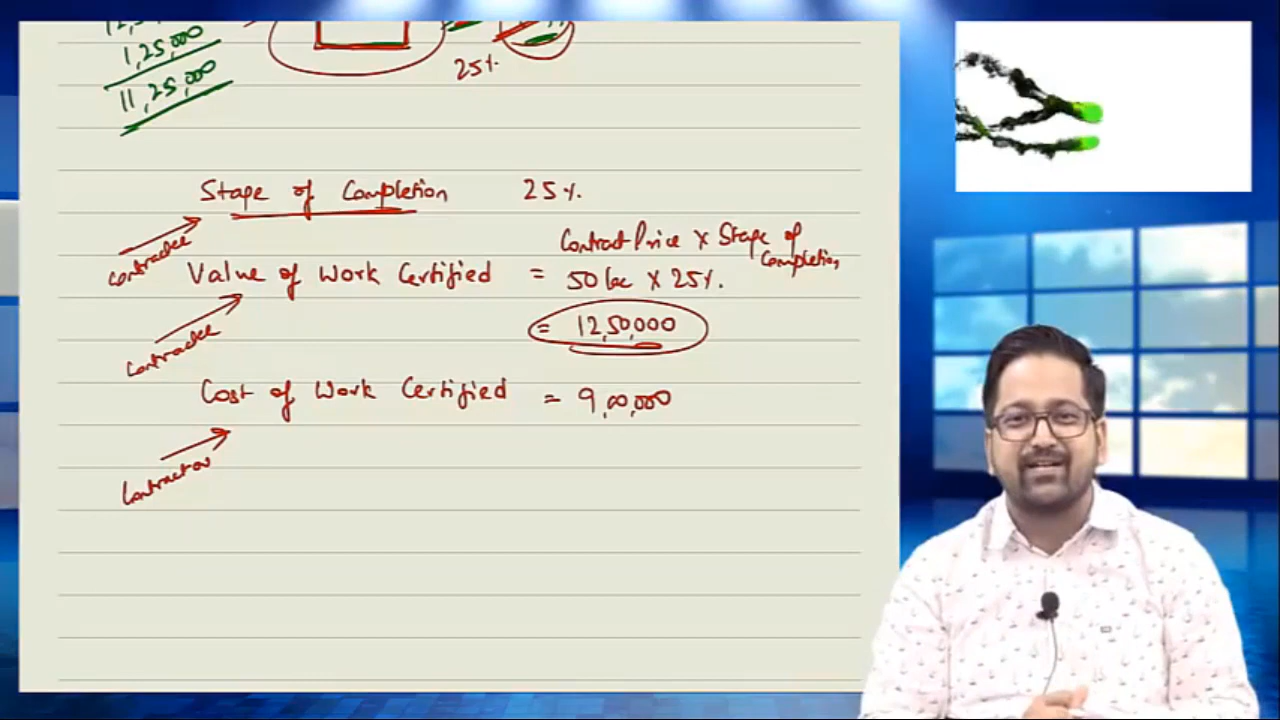 1,25,000
11,25,000
25%
Stage of Completion 25%.
Contractee
Contract Price x Stage of
Completion
Value of Work Certified = 50 lac x 25%.
Contractee
= 12,50,000
Cost of Work Certified = 9,00,000
Contractor